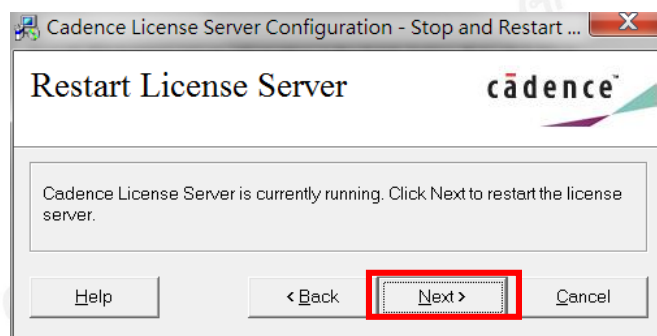 Cadence License Server Configuration - Stop and Restart ...
Restart License Server
cādence™
Cadence License Server is currently running. Click Next to restart the license
server.
Help
< Back
Next >
Cancel